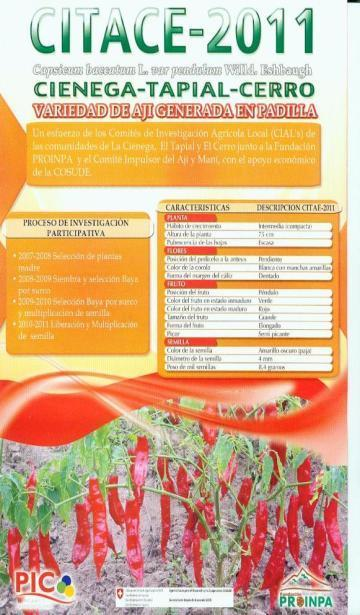 CITACE-2011
Capsicum baccatum L. var pendulum Willd. Eshbaugh
CIENEGA-TAPIAL-CERRO
VARIEDAD DE AJI GENERADA EN PADILLA
Un esfuerzo de los Comités de Investigación Agrícola Local (CIAL's) de
las comunidades de La Cienega, El Tapial y El Cerro junto a la Fundación
PROINPA y el Comité Impulsor del Ají y Maní, con el apoyo económico
de la COSUDE.
PROCESO DE INVESTIGACIÓN
PARTICIPATIVA
• 2007-2008 Selección de plantas
madre
• 2008-2009 Siembra y selección Baya
por surco
• 2009-2010 Selección Baya por surco
y multiplicación de semilla
• 2010-2011 Liberación y Multiplicación
de semilla
CARACTERISTICAS DESCRIPCION CITAE-2011
PLANTA
Hábito de crecimiento Intermedia (compacta)
Altura de la planta 75 cm
Pubescencia de las hojas Escasa
FLORES
Posición del pedicelo a la antesis Pendiente
Color de la corola Blanca con manchas amarillas
Forma del margen del cáliz Dentado
FRUTO
Posición del fruto Péndulo
Color del fruto en estado inmaduro Verde
Color del fruto en estado maduro Rojo
Tamaño del fruto Grande
Forma del fruto Elongado
Picor Semi picante
SEMILLA
Color de la semilla Amarillo oscuro (paja)
Diámetro de la semilla 4 mm
Peso de mil semillas 8.4 gramos
PIC
Fundación
PROINPA